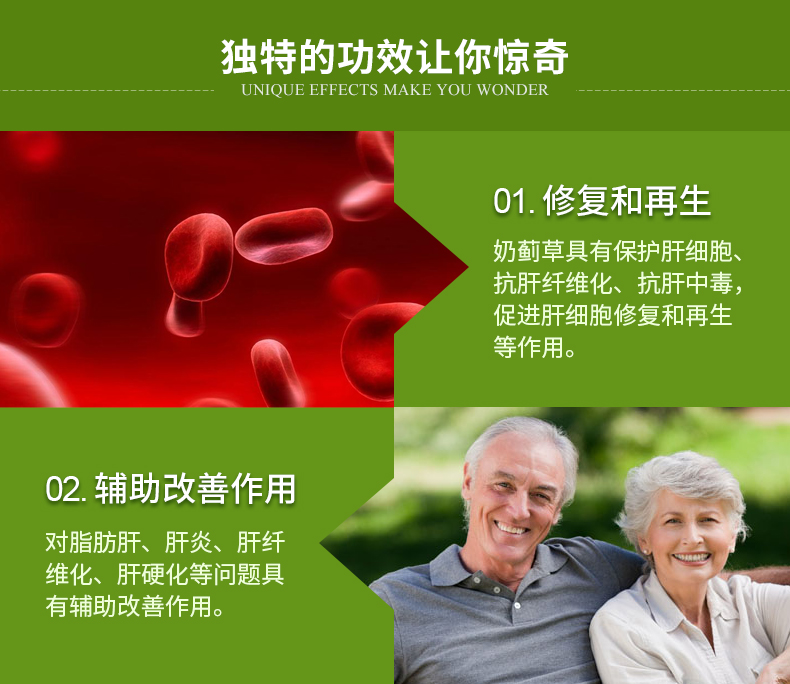 独特的功效让你惊奇
UNIQUE EFFECTS MAKE YOU WONDER
01. 修复和再生
奶蓟草具有保护肝细胞、
抗肝纤维化、抗肝中毒，
促进肝细胞修复和再生
等作用。
02. 辅助改善作用
对脂肪肝、肝炎、肝纤
维化、肝硬化等问题具
有辅助改善作用。